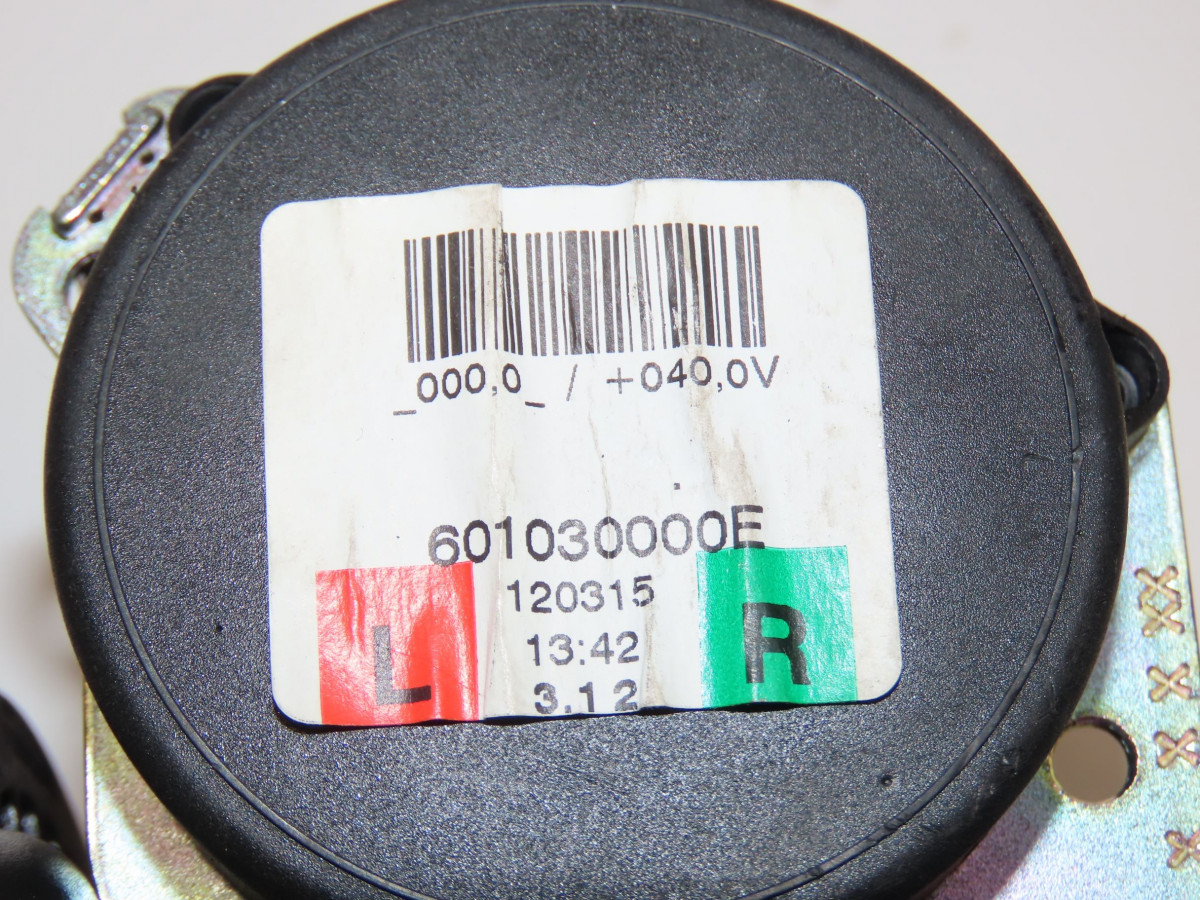 _000,0_ / +040,0V
601030000E
120315
L
R
13:42
3.12